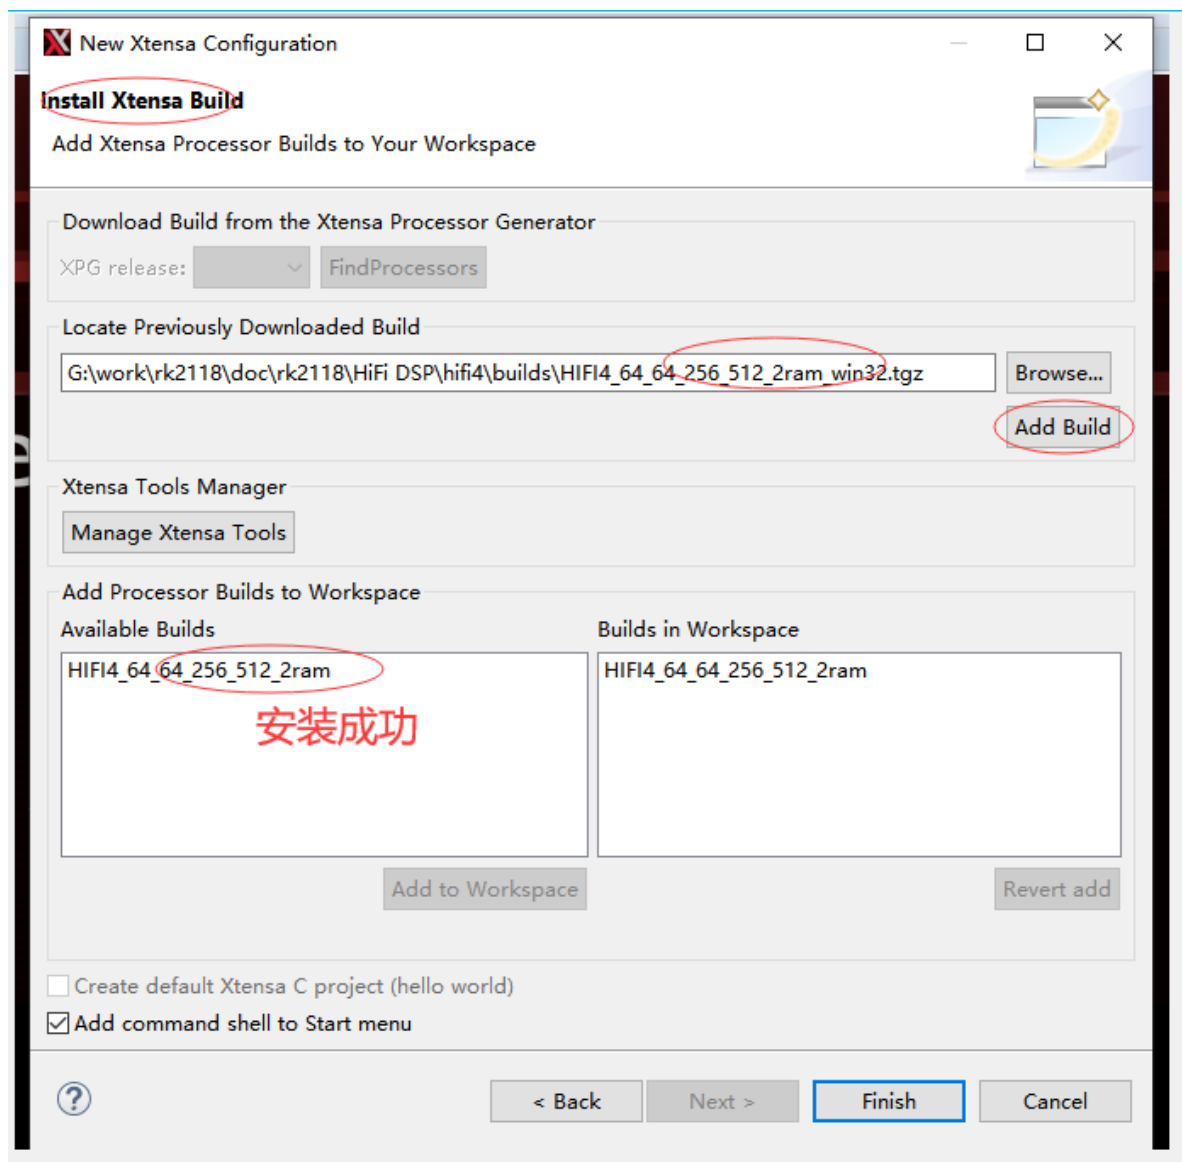 New Xtensa Configuration
Install Xtensa Build
Add Xtensa Processor Builds to Your Workspace
Download Build from the Xtensa Processor Generator
XPG release: FindProcessors
Locate Previously Downloaded Build
G:\work\rk2118\doc\rk2118\HiFi DSP\hifi4\builds\HIFI4_64_64_256_512_2ram_win32.tgz Browse...
Add Build
Xtensa Tools Manager
Manage Xtensa Tools
Add Processor Builds to Workspace
Available Builds Builds in Workspace
HIFI4_64_64_256_512_2ram HIFI4_64_64_256_512_2ram
安装成功
Add to Workspace Revert add
Create default Xtensa C project (hello world)
Add command shell to Start menu
? < Back Next > Finish Cancel